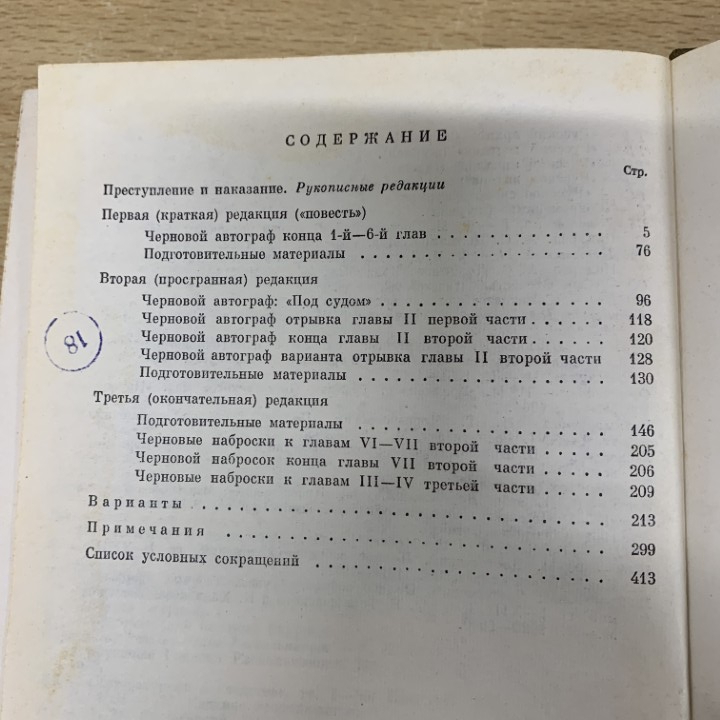 СОДЕРЖАНИЕ
Стр.
Преступление и наказание. Рукописные редакции
Первая (краткая) редакция («повесть»)
Черновой автограф конца 1-й—6-й глав . . . . . . . . . . . 5
Подготовительные материалы . . . . . . . . . . . . . . . 76
Вторая (пространная) редакция
Черновой автограф: «Под судом» . . . . . . . . . . . . . . 96
Черновой автограф отрывка главы II первой части . . . . . . 118
Черновой автограф конца главы II второй части . . . . . . 120
Черновой автограф варианта отрывка главы II второй части 128
Подготовительные материалы . . . . . . . . . . . . . . . 130
Третья (окончательная) редакция
Подготовительные материалы . . . . . . . . . . . . . . . 146
Черновые наброски к главам VI—VII второй части . . . . . 205
Черновой набросок конца главы VII второй части . . . . . 206
Черновые наброски к главам III—IV третьей части . . . . . 209
Варианты . . . . . . . . . . . . . . . . . . . . . . . . . 213
Примечания . . . . . . . . . . . . . . . . . . . . . . . . 299
Список условных сокращений . . . . . . . . . . . . . . . . 413
18